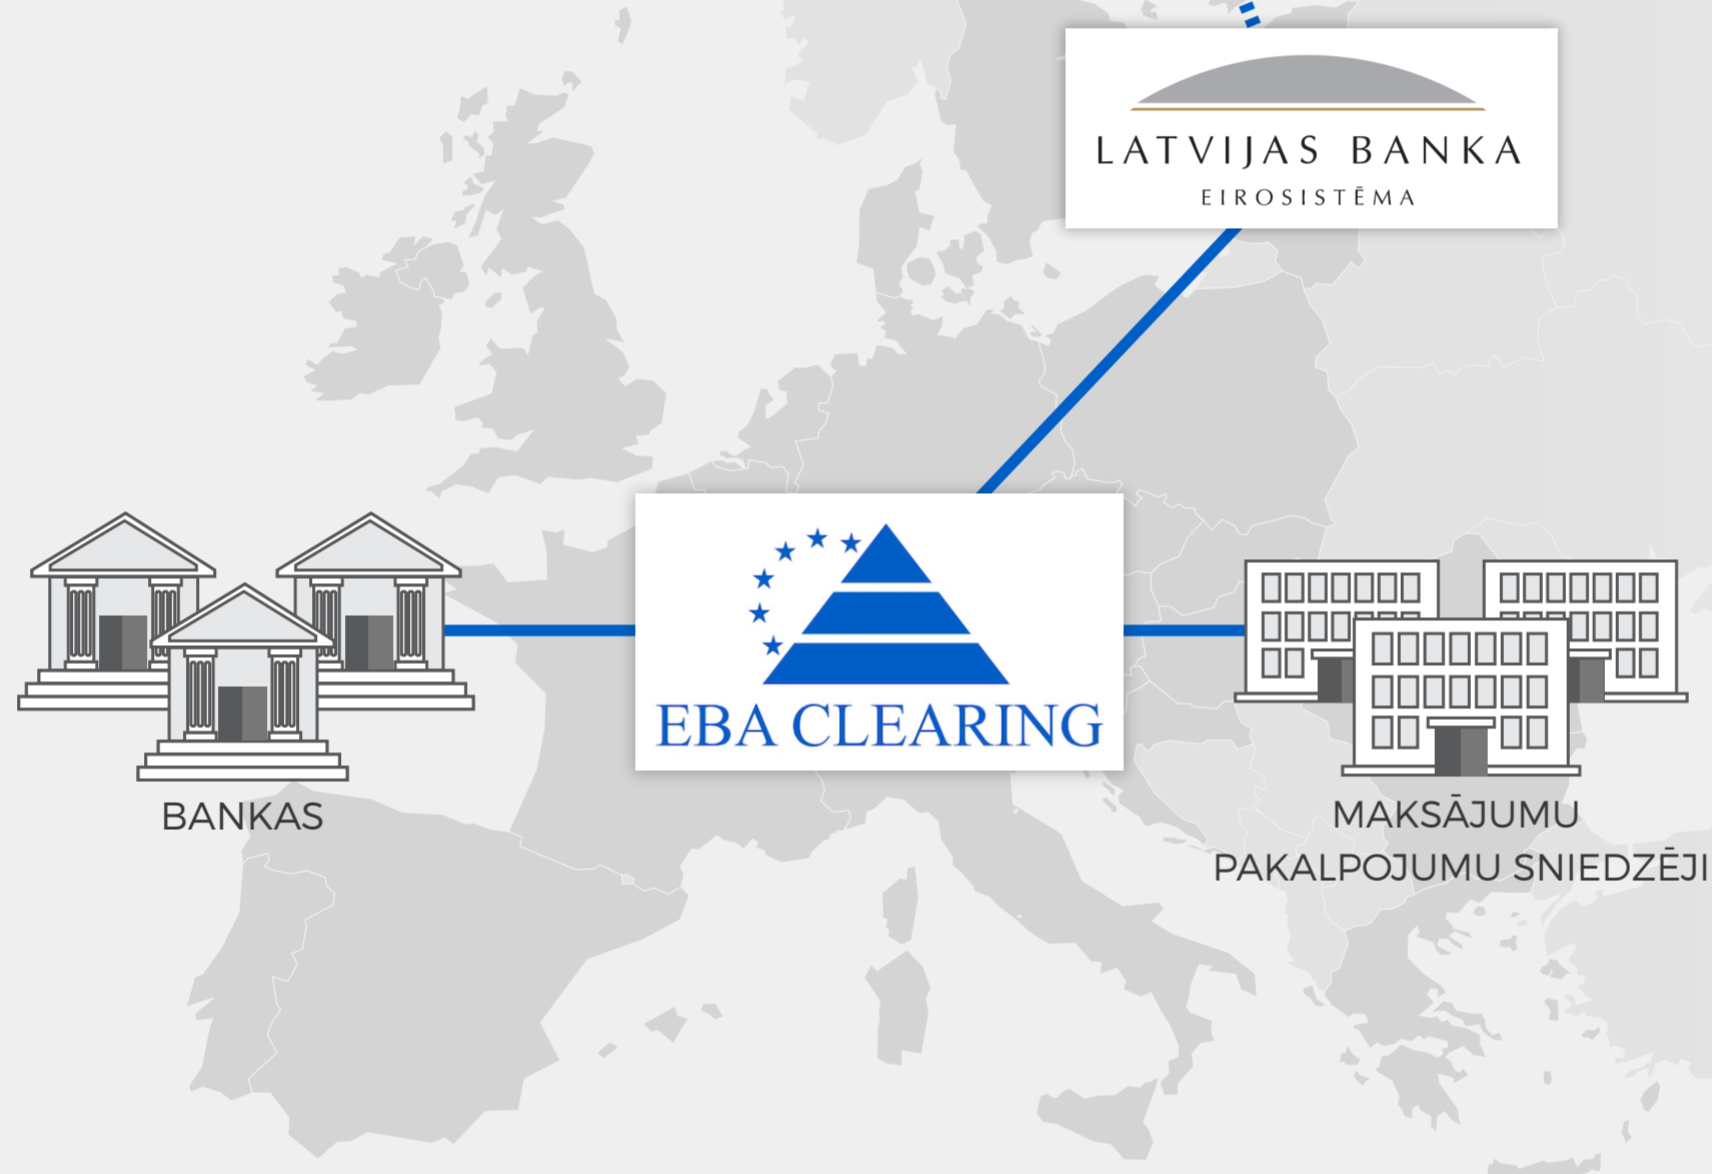 LATVIJAS BANKA
EIROSISTĒMA
EBA CLEARING
BANKAS
MAKSĀJUMU
PAKALPOJUMU SNIEDZĒJI